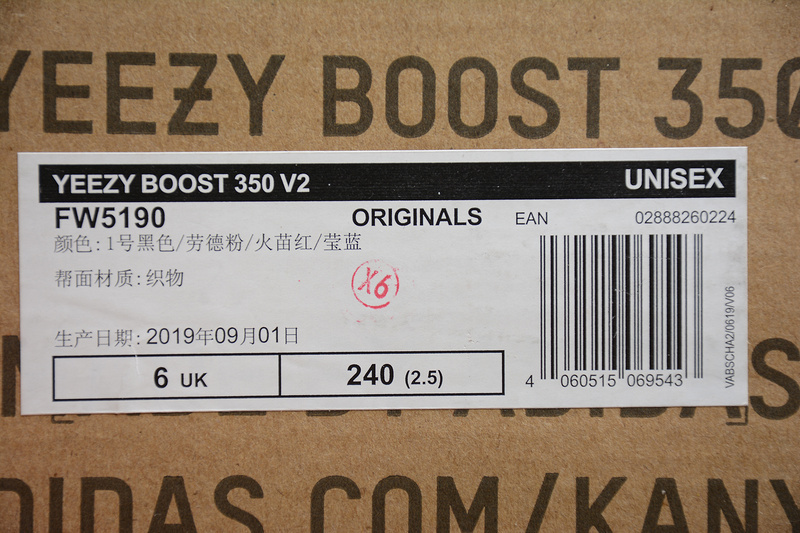 YEEZY BOOST 350
YEEZY BOOST 350 V2 UNISEX
FW5190 ORIGINALS EAN 02888260224
颜色:1号黑色/劳德粉/火苗红/莹蓝
帮面材质:织物
X6
生产日期:2019年09月01日
6 UK 240 (2.5)
4 060515 069543
VABSCHA2/0619/V06
ADIDAS
ADIDAS.COM/KANY